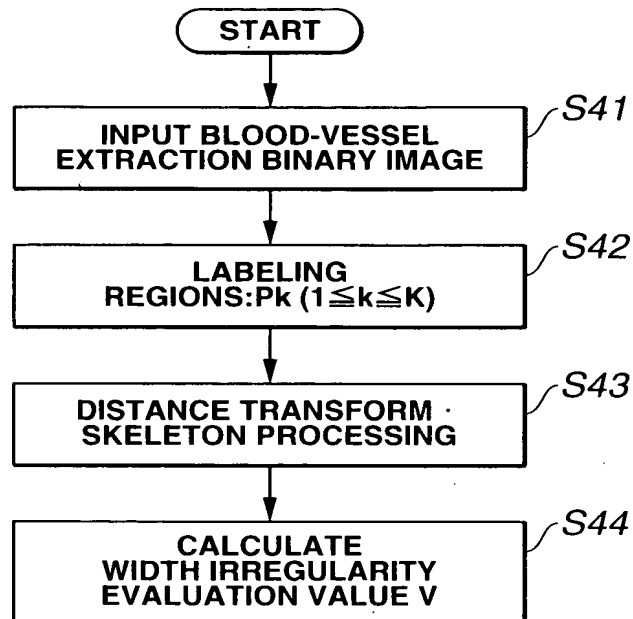 START
INPUT BLOOD-VESSEL
EXTRACTION BINARY IMAGE
S41
LABELING
REGIONS:Pk (1≦k≦K)
S42
DISTANCE TRANSFORM ·
SKELETON PROCESSING
S43
CALCULATE
WIDTH IRREGULARITY
EVALUATION VALUE V
S44